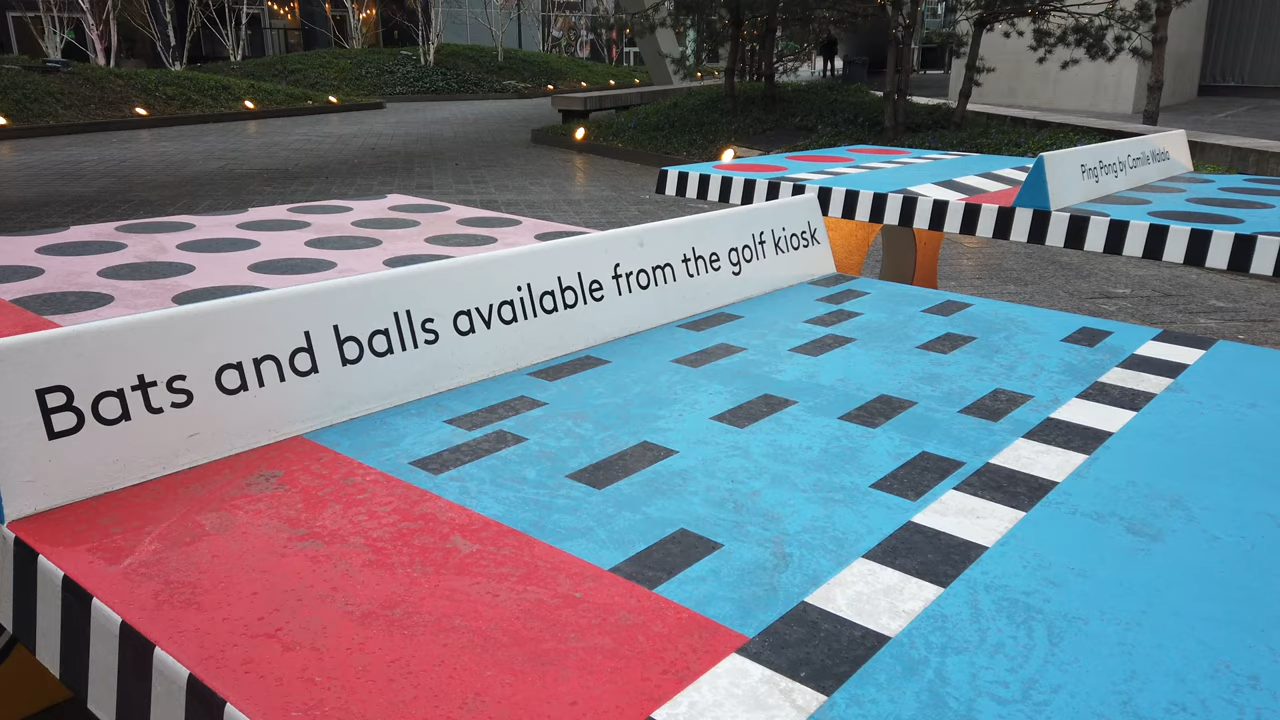 Bats and balls available from the golf kiosk
Ping Pong by Camille Walala